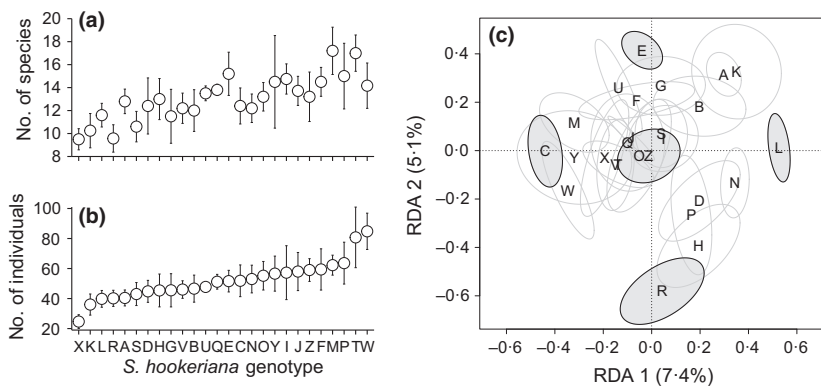 (a)
No. of species
20
18
16
14
12
10
8
(b)
No. of individuals
100
80
60
40
20
XKLRASDHGVBUQECNOYIJZFMPTW
S. hookeriana genotype
(c)
RDA 2 (5·1%)
0·4
0·2
0·0
–0·2
–0·4
–0·6
E
U
G
A
K
F
B
M
S
I
J
Q
C
Y
X
V
T
O
Z
L
W
N
D
P
H
R
–0·6
–0·2
0·0
0·2
0·4
0·6
RDA 1 (7·4%)